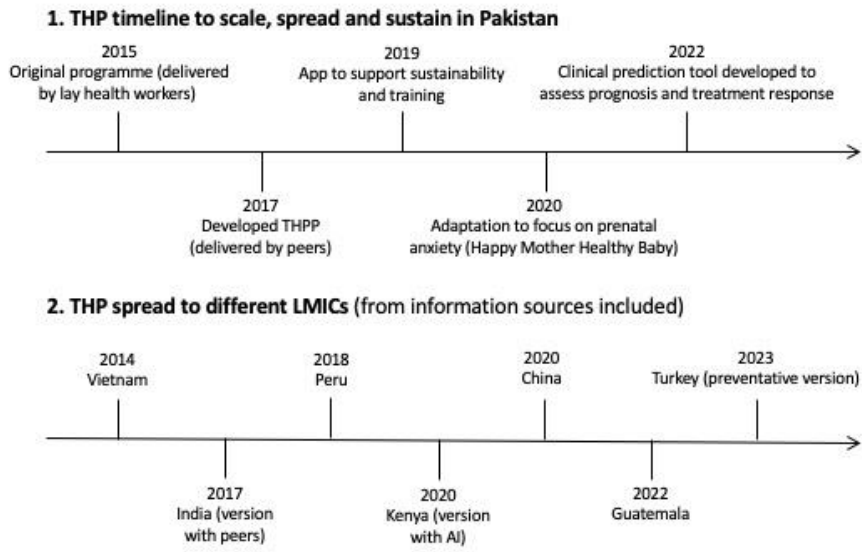 1. THP timeline to scale, spread and sustain in Pakistan
2015
Original programme (delivered
by lay health workers)
2019
App to support sustainability
and training
2022
Clinical prediction tool developed to
assess prognosis and treatment response
2017
Developed THPP
(delivered by peers)
2020
Adaptation to focus on prenatal
anxiety (Happy Mother Healthy Baby)
2. THP spread to different LMICs (from information sources included)
2014
Vietnam
2018
Peru
2020
China
2023
Turkey (preventative version)
2017
India (version
with peers)
2020
Kenya (version
with AI)
2022
Guatemala